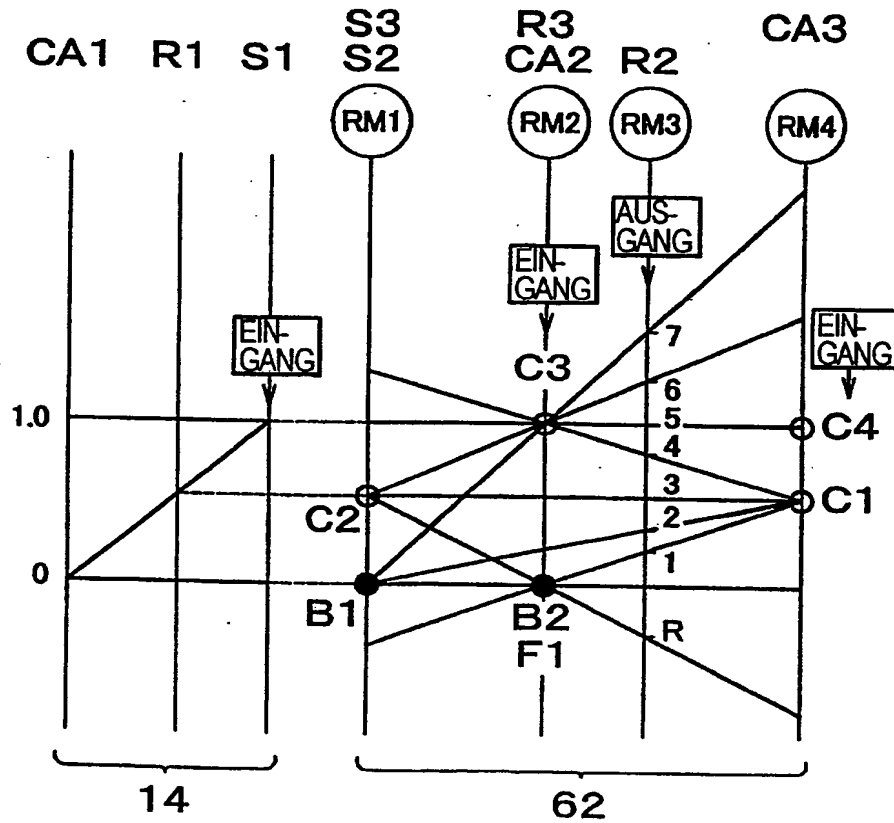 S3 R3 CA3
CA1 R1 S1 S2 CA2 R2
RM1 RM2 RM3 RM4
AUS-
GANG
EIN-
GANG
EIN-
GANG
EIN-
GANG
7
C3
6
1.0
5
C4
4
3
C1
C2
2
1
0
B1
B2
R
F1
14
62